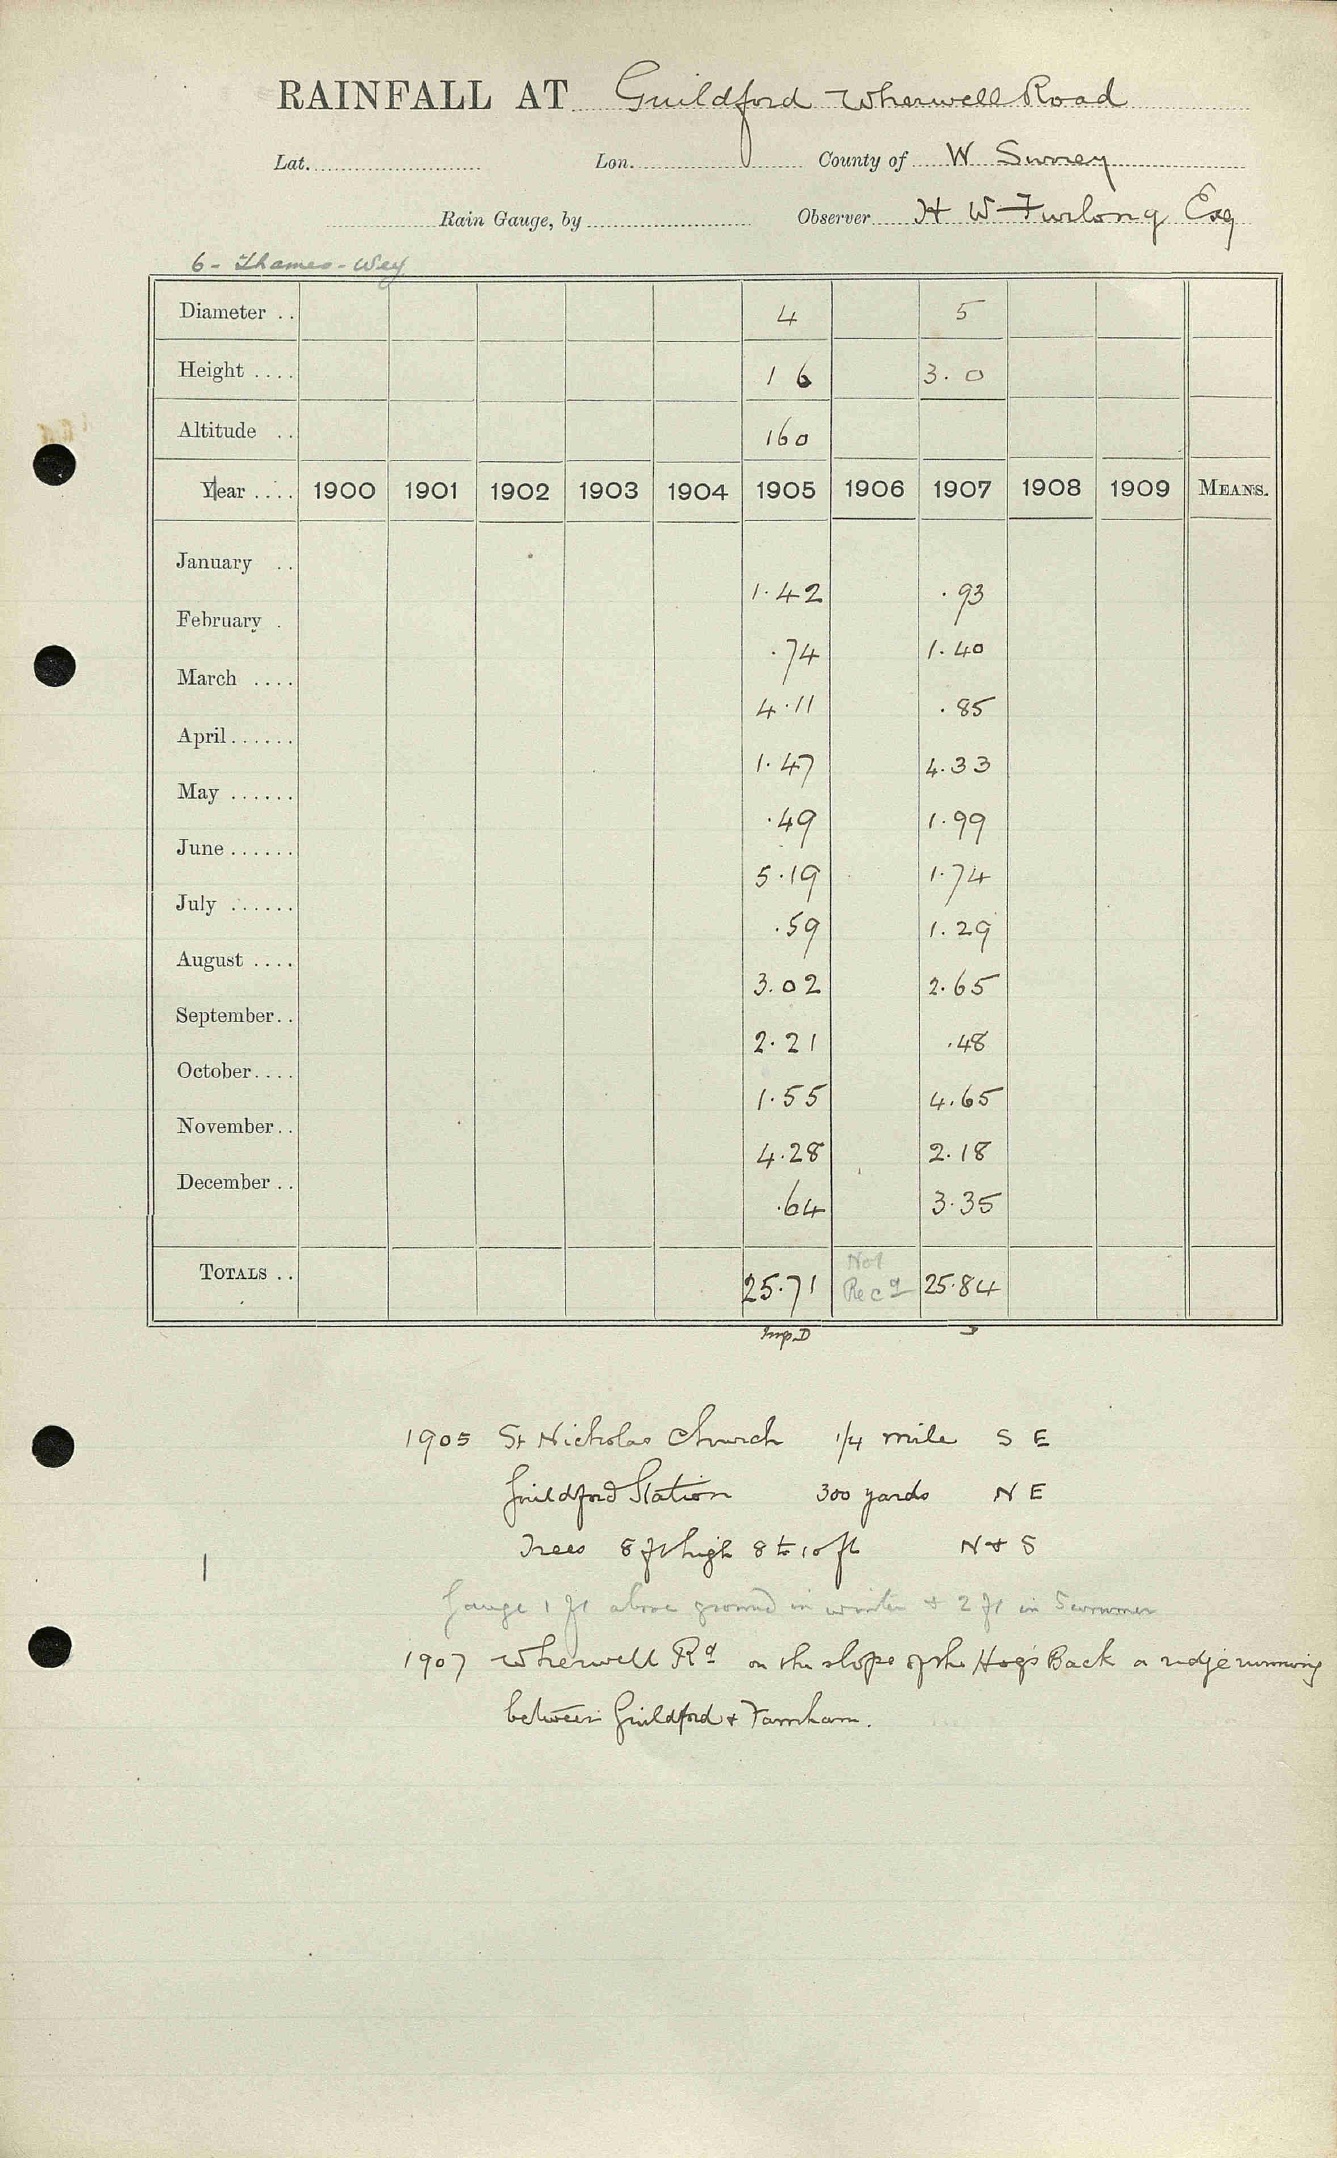 RAINFALL AT Guildford Wherwell Road
Lat. Lon. County of W Surrey
Rain Gauge, by Observer H W Furlong Esq
6 - Thames - Wey
Diameter .. 4 5
Height .... 1 6 3. 0
Altitude .. 160
Year .... 1900 1901 1902 1903 1904 1905 1906 1907 1908 1909 MEANS.
January .. 1.42 .93
February . .74 1.40
March .... 4.11 .85
April...... 1.47 4.33
May ...... .49 1.99
June ...... 5.19 1.74
July ...... .59 1.29
August .... 3.02 2.65
September.. 2.21 .48
October.... 1.55 4.65
November.. 4.28 2.18
December .. .64 3.35
TOTALS .. 25.71 Not Recd 25.84
Imp. D
1905 St Nicholas Church 1/4 mile S E
Guildford Station 300 yards N E
Trees 8 ft high 8 to 10 ft N & S
Gauge 1 ft above ground in winter & 2 ft in Summer
1907 Wherwell Rd on the slope of the Hog's Back a ridge running
between Guildford & Farnham.